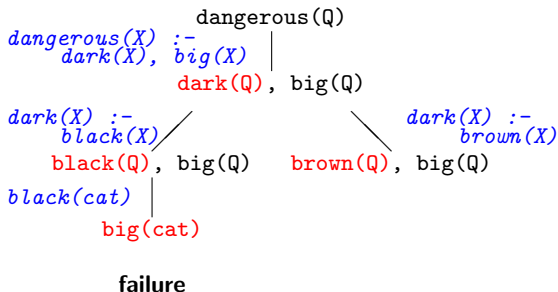 dangerous(Q)
dangerous(X) :-
dark(X), big(X)
dark(Q), big(Q)
dark(X) :-
black(X)
dark(X) :-
brown(X)
black(Q), big(Q)
brown(Q), big(Q)
black(cat)
big(cat)
failure